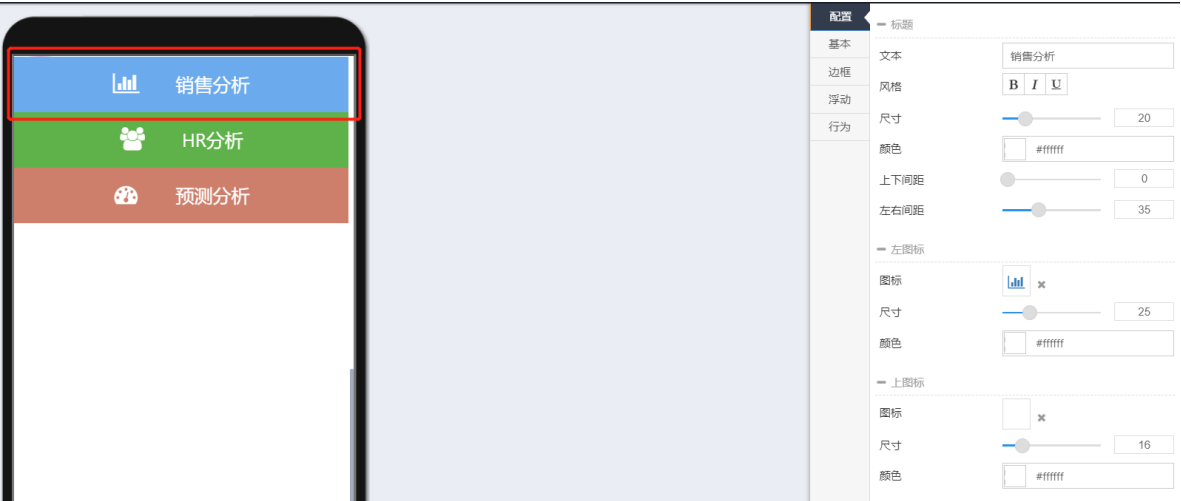 销售分析
HR分析
预测分析
配置
基本
边框
浮动
行为
标题
文本 销售分析
风格 B I U
尺寸 20
颜色 #ffffff
上下间距 0
左右间距 35
左图标
图标
尺寸 25
颜色 #ffffff
上图标
图标
尺寸 16
颜色 #ffffff